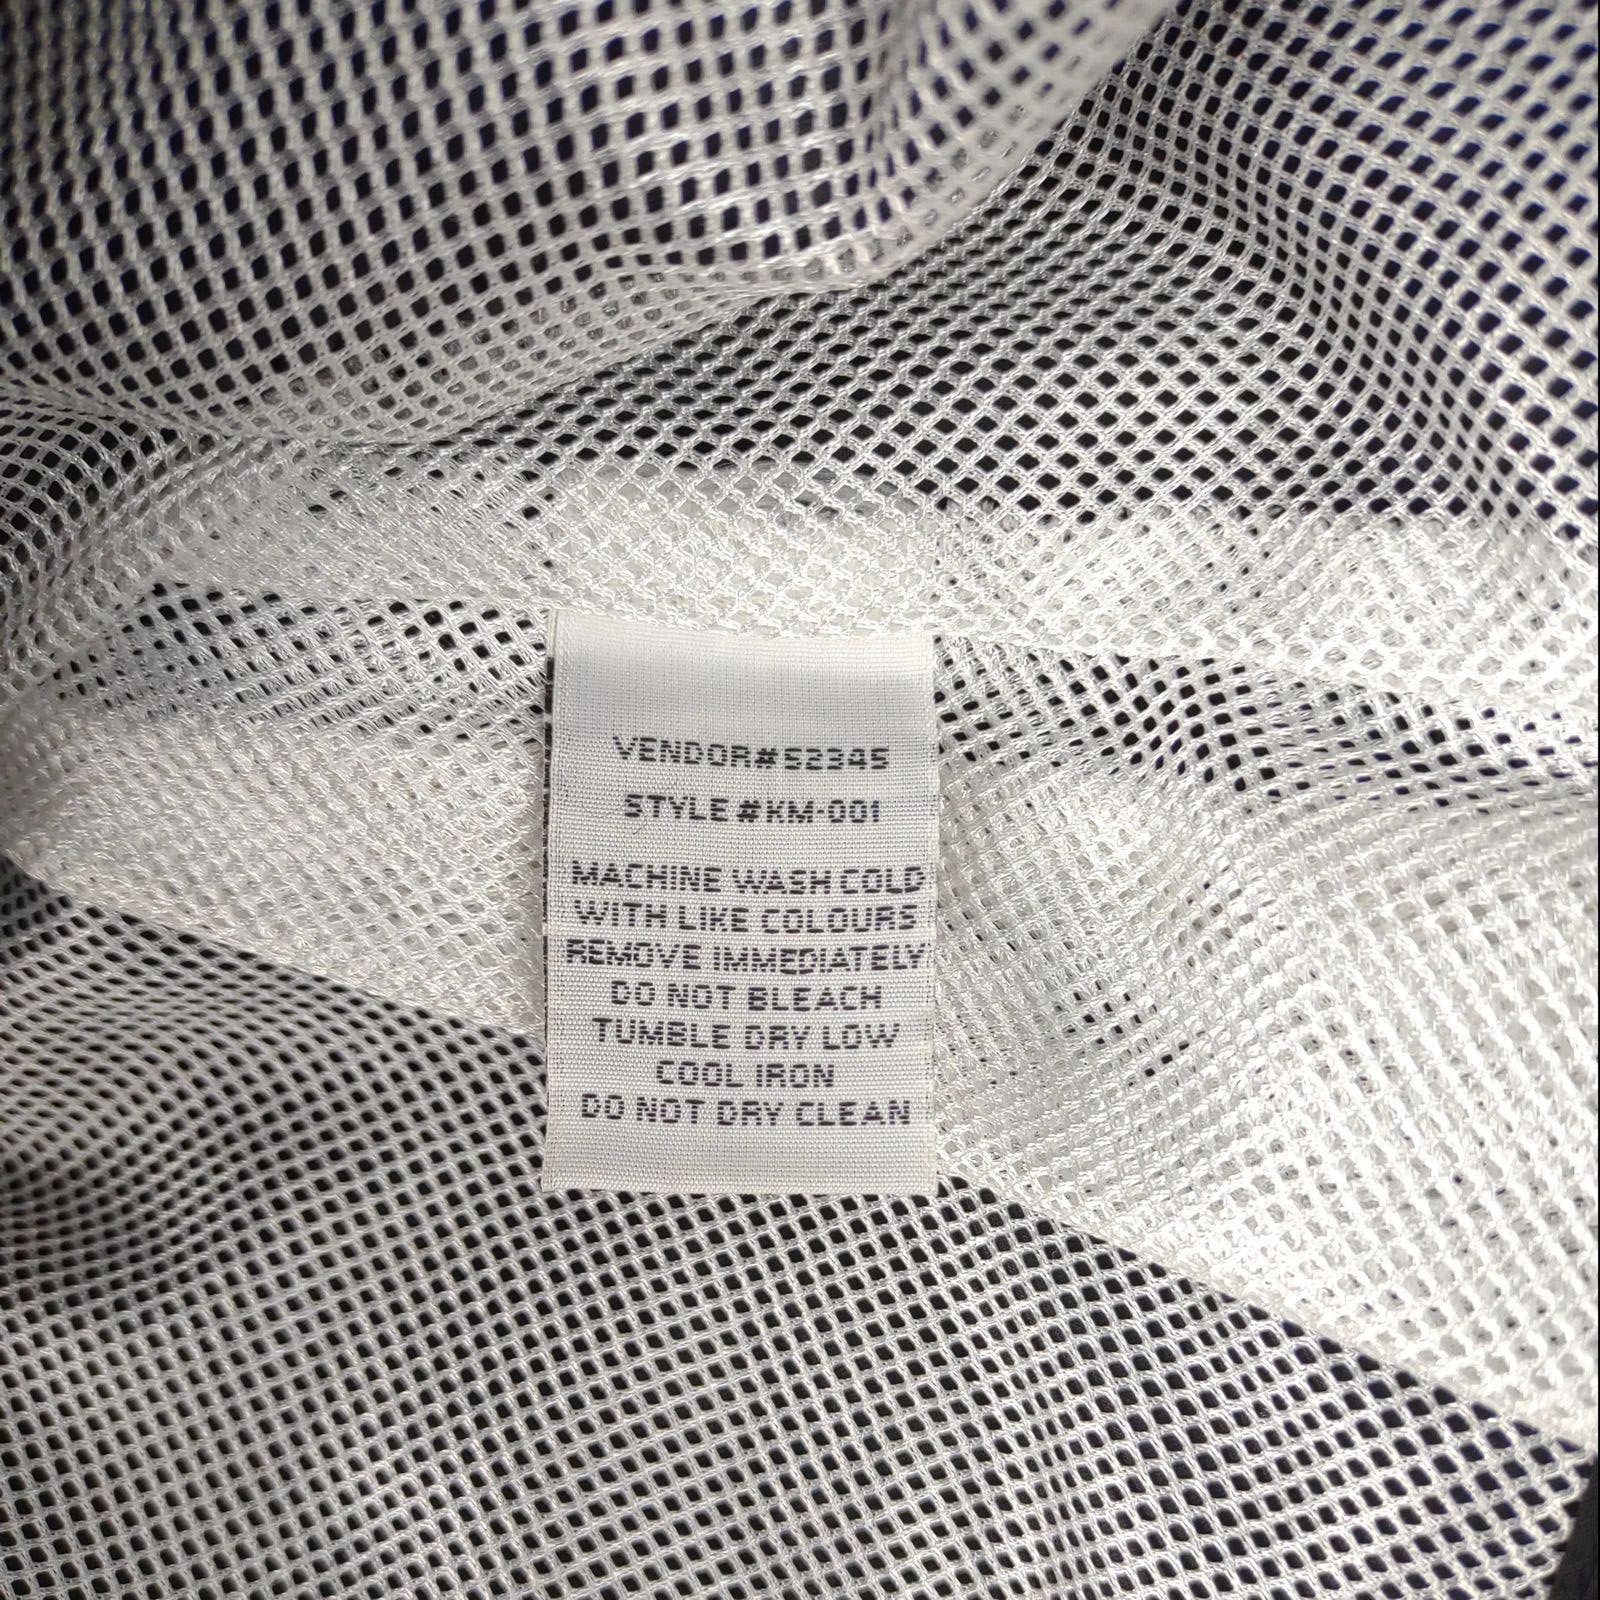 VENDOR#52345
STYLE#KM-001
MACHINE WASH COLD
WITH LIKE COLOURS
REMOVE IMMEDIATELY
DO NOT BLEACH
TUMBLE DRY LOW
COOL IRON
DO NOT DRY CLEAN